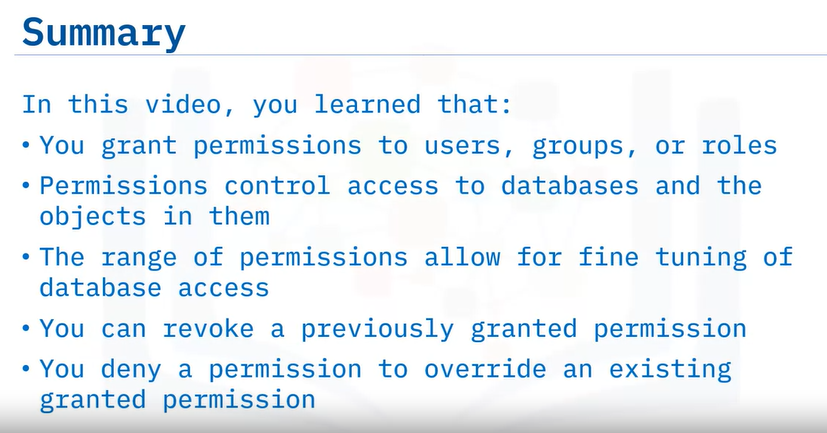 Summary
In this video, you learned that:
• You grant permissions to users, groups, or roles
• Permissions control access to databases and the
objects in them
• The range of permissions allow for fine tuning of
database access
• You can revoke a previously granted permission
• You deny a permission to override an existing
granted permission